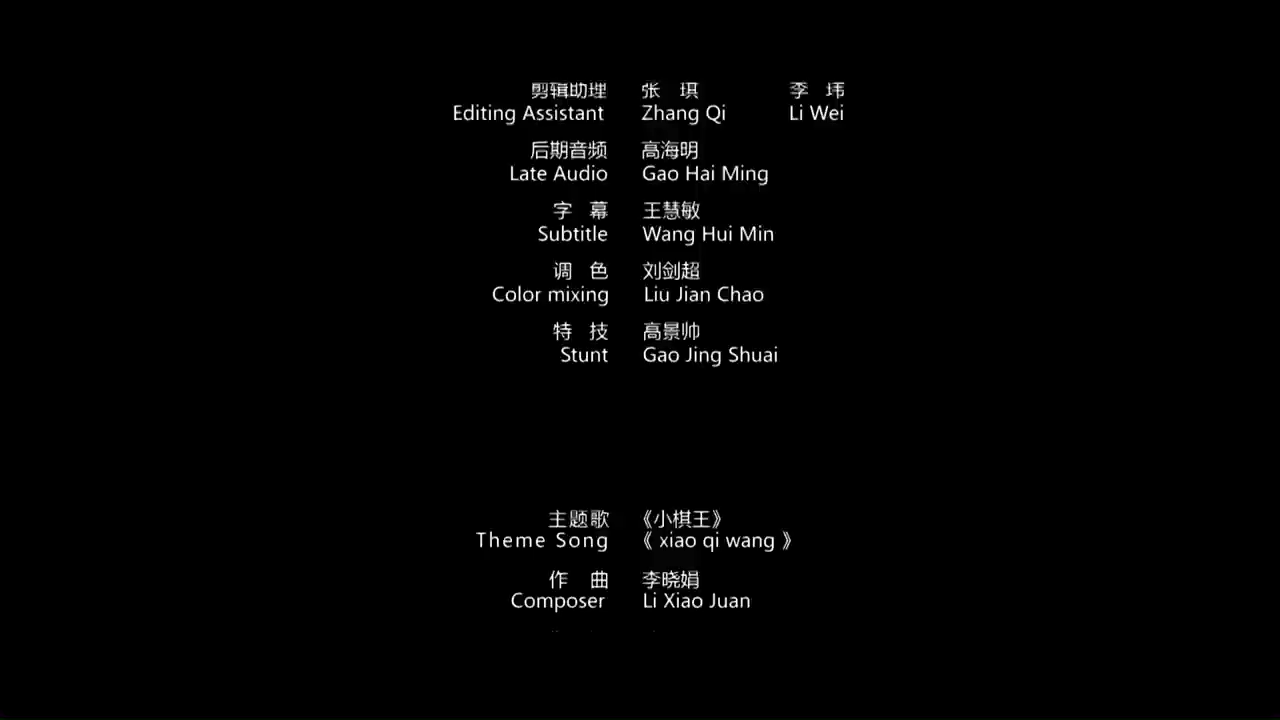 剪辑助理 张 琪 李 玮
Editing Assistant Zhang Qi Li Wei
后期音频 高海明
Late Audio Gao Hai Ming
字 幕 王慧敏
Subtitle Wang Hui Min
调 色 刘剑超
Color mixing Liu Jian Chao
特 技 高景帅
Stunt Gao Jing Shuai
主题歌 《小棋王》
Theme Song 《 xiao qi wang 》
作 曲 李晓娟
Composer Li Xiao Juan